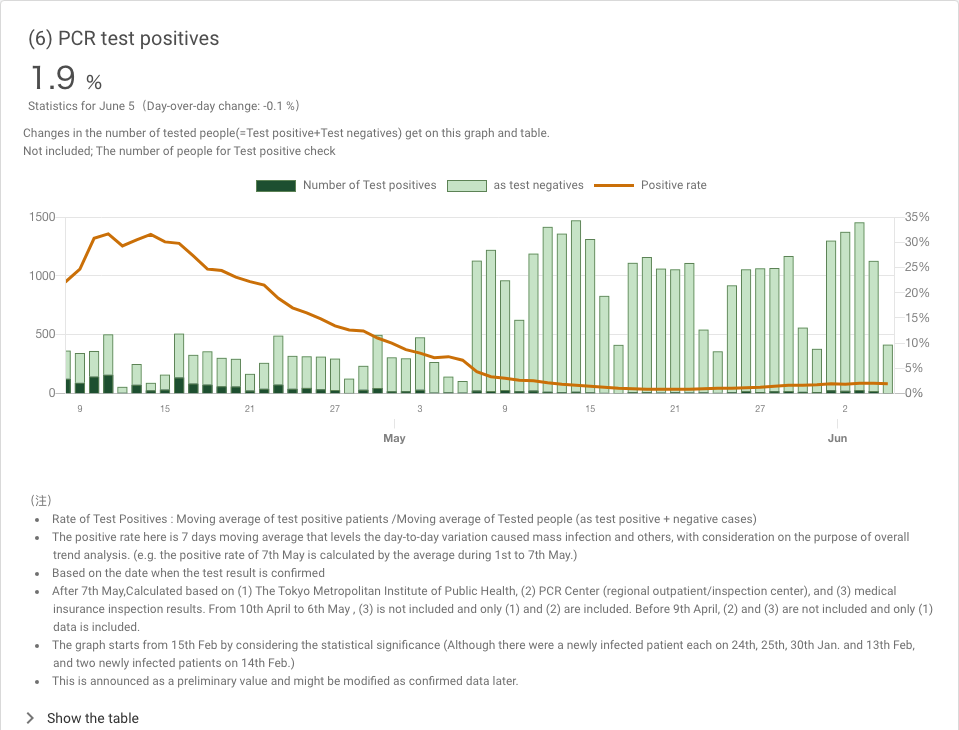 (6) PCR test positives
1.9 %
Statistics for June 5（Day-over-day change: -0.1 %）
Changes in the number of tested people(=Test positive+Test negatives) get on this graph and table.
Not included; The number of people for Test positive check
Number of Test positives as test negatives Positive rate
1500 35%
30%
1000 25%
20%
500 15%
10%
5%
0 0%
9 15 21 27 3 9 15 21 27 2
May Jun
（注）
• Rate of Test Positives : Moving average of test positive patients /Moving average of Tested people (as test positive + negative cases)
• The positive rate here is 7 days moving average that levels the day-to-day variation caused mass infection and others, with consideration on the purpose of overall
trend analysis. (e.g. the positive rate of 7th May is calculated by the average during 1st to 7th May.)
• Based on the date when the test result is confirmed
• After 7th May,Calculated based on (1) The Tokyo Metropolitan Institute of Public Health, (2) PCR Center (regional outpatient/inspection center), and (3) medical
insurance inspection results. From 10th April to 6th May , (3) is not included and only (1) and (2) are included. Before 9th April, (2) and (3) are not included and only (1)
data is included.
• The graph starts from 15th Feb by considering the statistical significance (Although there were a newly infected patient each on 24th, 25th, 30th Jan. and 13th Feb,
and two newly infected patients on 14th Feb.)
• This is announced as a preliminary value and might be modified as confirmed data later.
Show the table